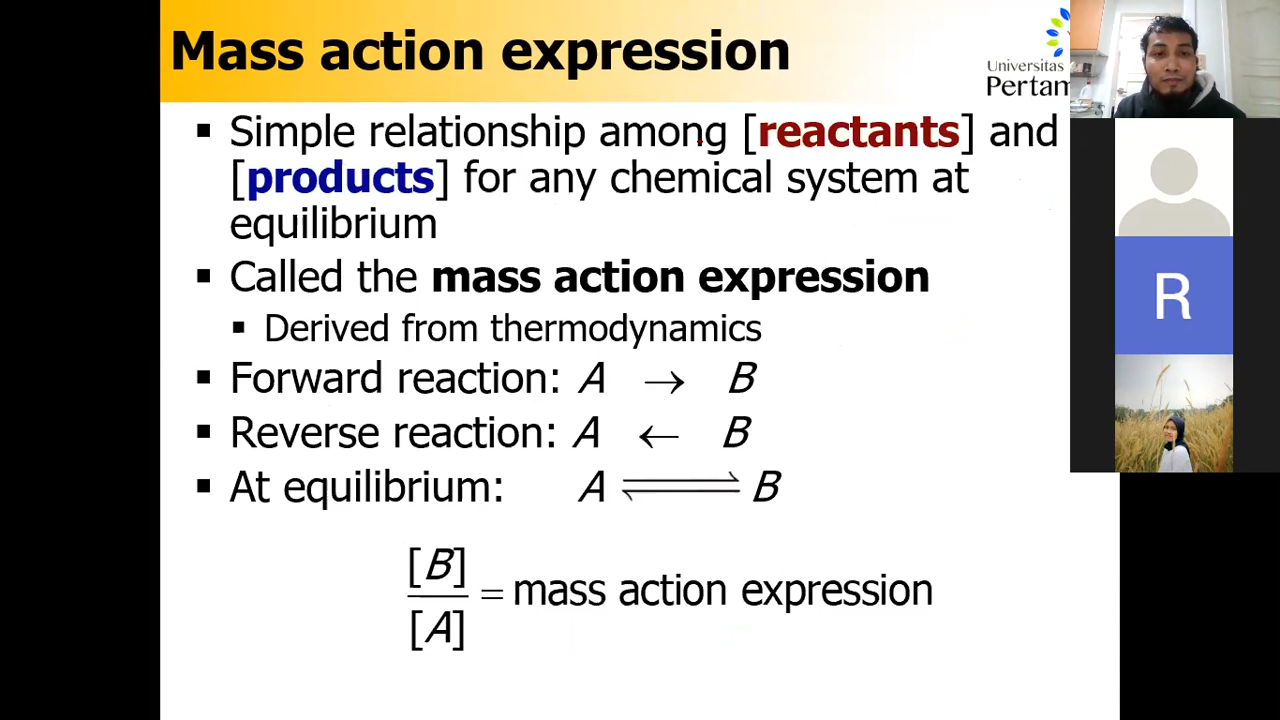 Mass action expression
Universitas
Pertam
▪ Simple relationship among [reactants] and
[products] for any chemical system at
equilibrium
▪ Called the mass action expression
▪ Derived from thermodynamics
▪ Forward reaction: A → B
▪ Reverse reaction: A ← B
▪ At equilibrium: A ⇌ B
[B]
[A]
= mass action expression
R